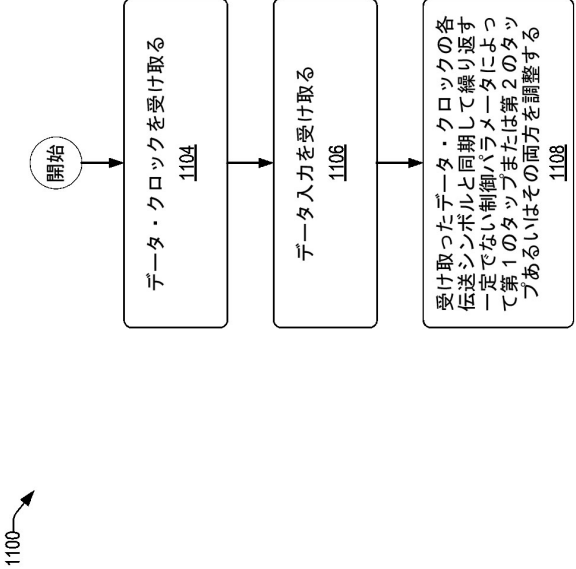 1100
開始
データ・クロックを受け取る
1104
データ入力を受け取る
1106
受け取ったデータ・クロックの各
伝送シンボルと同期して繰り返す
一定でない制御パラメータによっ
て第１のタップまたは第２のタッ
プあるいはその両方を調整する
1108